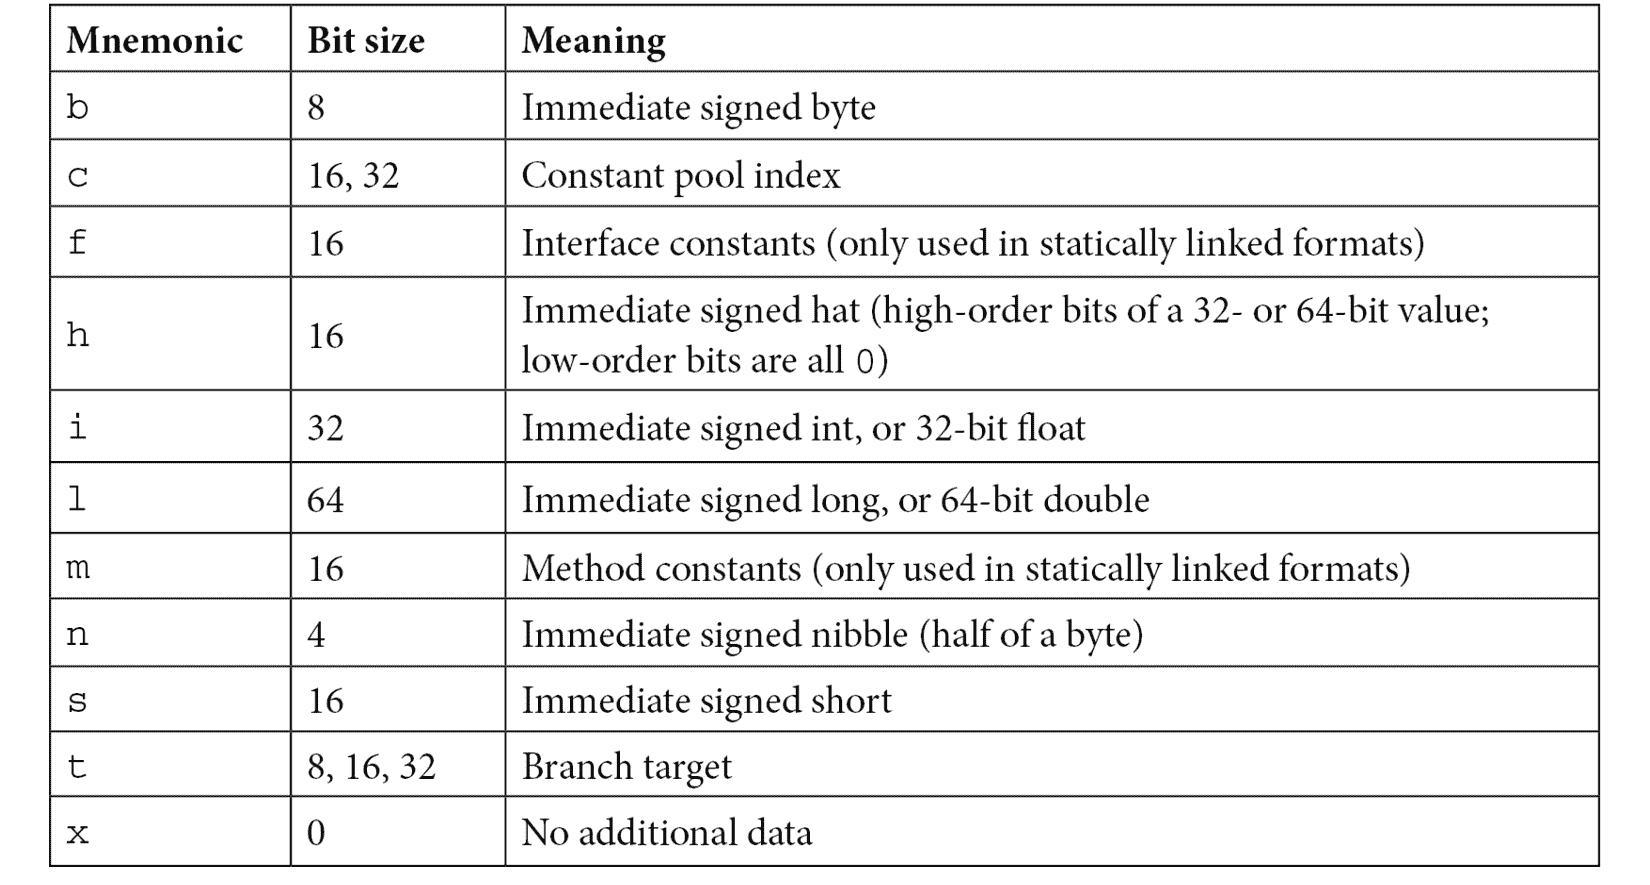 Mnemonic Bit size Meaning
b 8 Immediate signed byte
c 16, 32 Constant pool index
f 16 Interface constants (only used in statically linked formats)
h 16 Immediate signed hat (high-order bits of a 32- or 64-bit value;
low-order bits are all 0)
i 32 Immediate signed int, or 32-bit float
l 64 Immediate signed long, or 64-bit double
m 16 Method constants (only used in statically linked formats)
n 4 Immediate signed nibble (half of a byte)
s 16 Immediate signed short
t 8, 16, 32 Branch target
x 0 No additional data